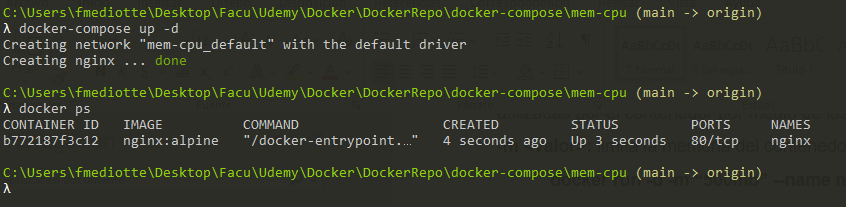 C:\Users\fmediotte\Desktop\Facu\Udemy\Docker\DockerRepo\docker-compose\mem-cpu (main -> origin)
λ docker-compose up -d
Creating network "mem-cpu_default" with the default driver
Creating nginx ... done
C:\Users\fmediotte\Desktop\Facu\Udemy\Docker\DockerRepo\docker-compose\mem-cpu (main -> origin)
λ docker ps
CONTAINER ID IMAGE COMMAND CREATED STATUS PORTS NAMES
b772187f3c12 nginx:alpine "/docker-entrypoint.…" 4 seconds ago Up 3 seconds 80/tcp nginx
C:\Users\fmediotte\Desktop\Facu\Udemy\Docker\DockerRepo\docker-compose\mem-cpu (main -> origin)
λ